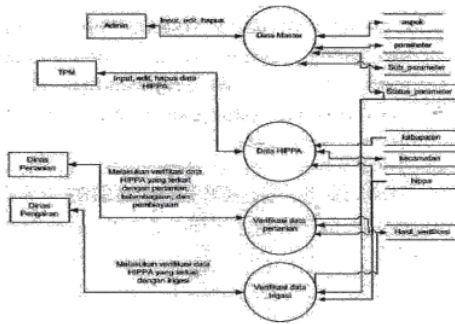 Admin
Input, edit, hapus
Data Master
aspek
parameter
Sub_parameter
Status_parameter
TPM
Input, edit, hapus data
HIPPA
Data HIPPA
kabupaten
kecamatan
hippa
Dinas
Pertanian
Melakukan verifikasi data
HIPPA yang terkait
dengan pertanian,
kelembagaan, dan
pembiayaan
Verifikasi data
pertanian
Hasil_verifikasi
Dinas
Pengairan
Melakukan verifikasi data
HIPPA yang terkait
dengan irigasi
Verifikasi data
Irigasi